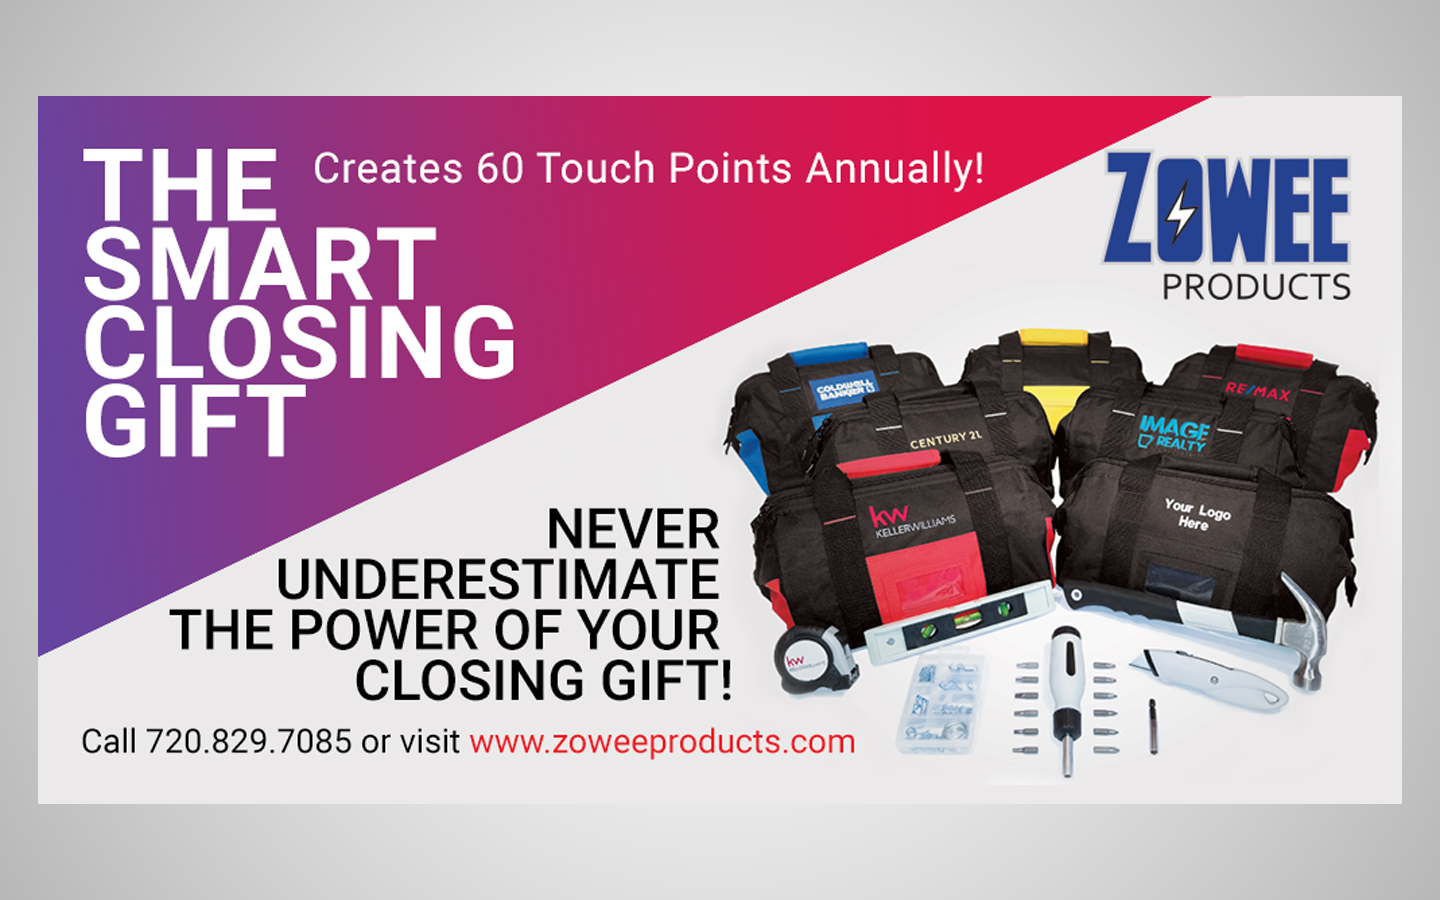 THE
SMART
CLOSING
GIFT
Creates 60 Touch Points Annually!
ZOWEE
PRODUCTS
COLDWELL
BANKER
RE/MAX
CENTURY 21
IMAGE
REALTY
kw
KELLERWILLIAMS
Your Logo
Here
NEVER
UNDERESTIMATE
THE POWER OF YOUR
CLOSING GIFT!
kw
KELLERWILLIAMS
Call 720.829.7085 or visit www.zoweeproducts.com